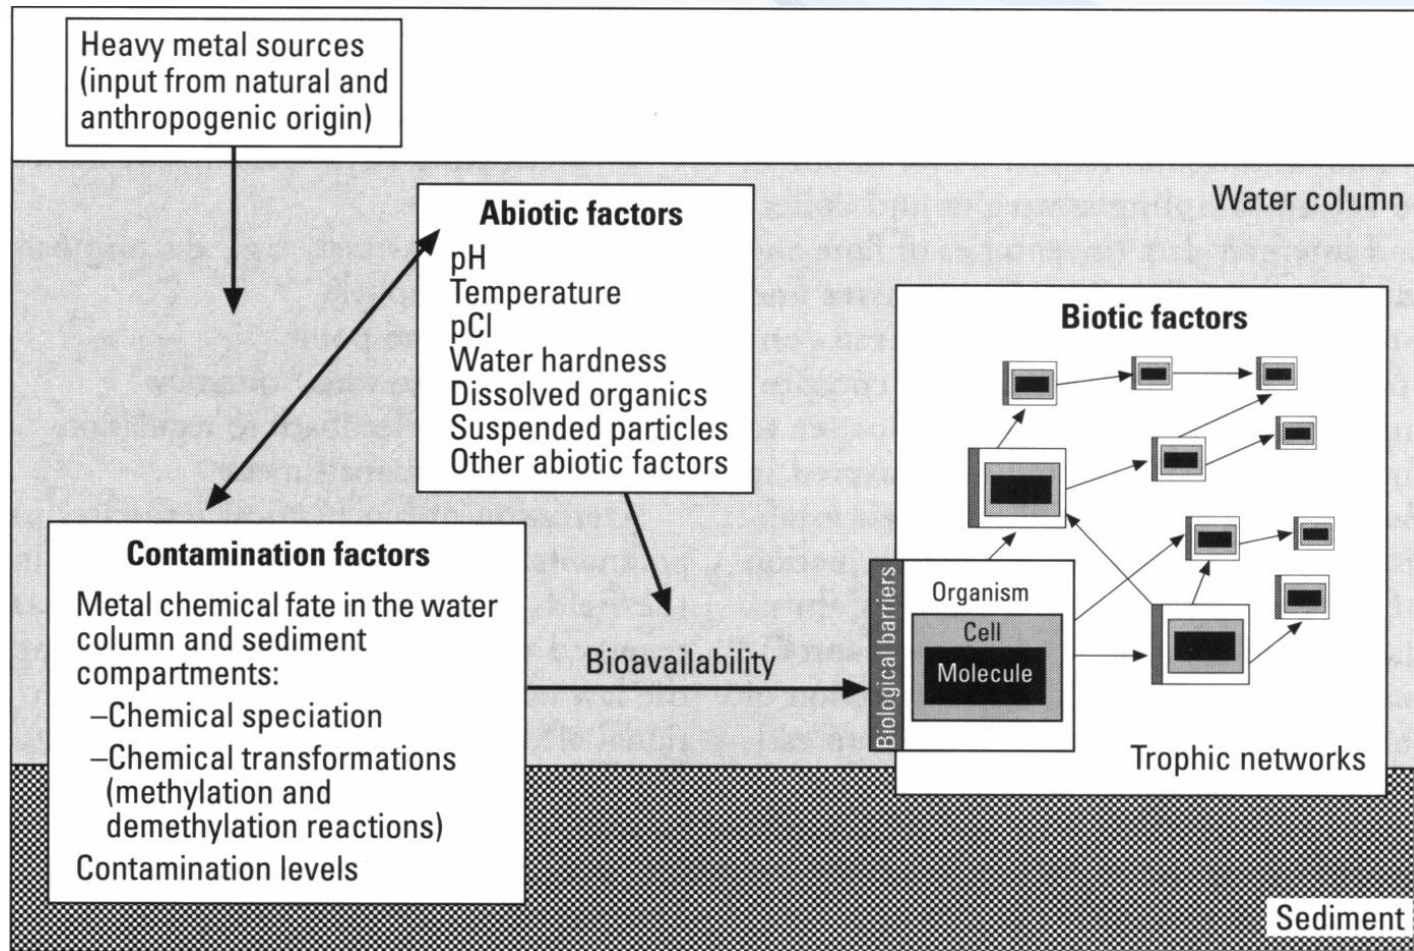 Heavy metal sources
(input from natural and
anthropogenic origin)
Water column
Abiotic factors
pH
Temperature
pCl
Water hardness
Dissolved organics
Suspended particles
Other abiotic factors
Contamination factors
Metal chemical fate in the water
column and sediment
compartments:
–Chemical speciation
–Chemical transformations
(methylation and
demethylation reactions)
Contamination levels
Bioavailability
Biotic factors
Biological barriers
Organism
Cell
Molecule
Trophic networks
Sediment